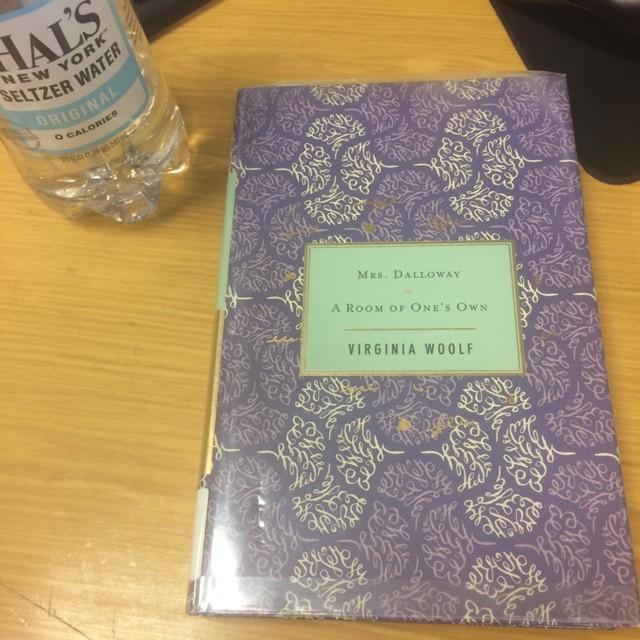 HAL'S
NEW YORK
SELTZER WATER
ORIGINAL
0 CALORIES
MRS. DALLOWAY
A ROOM OF ONE'S OWN
VIRGINIA WOOLF